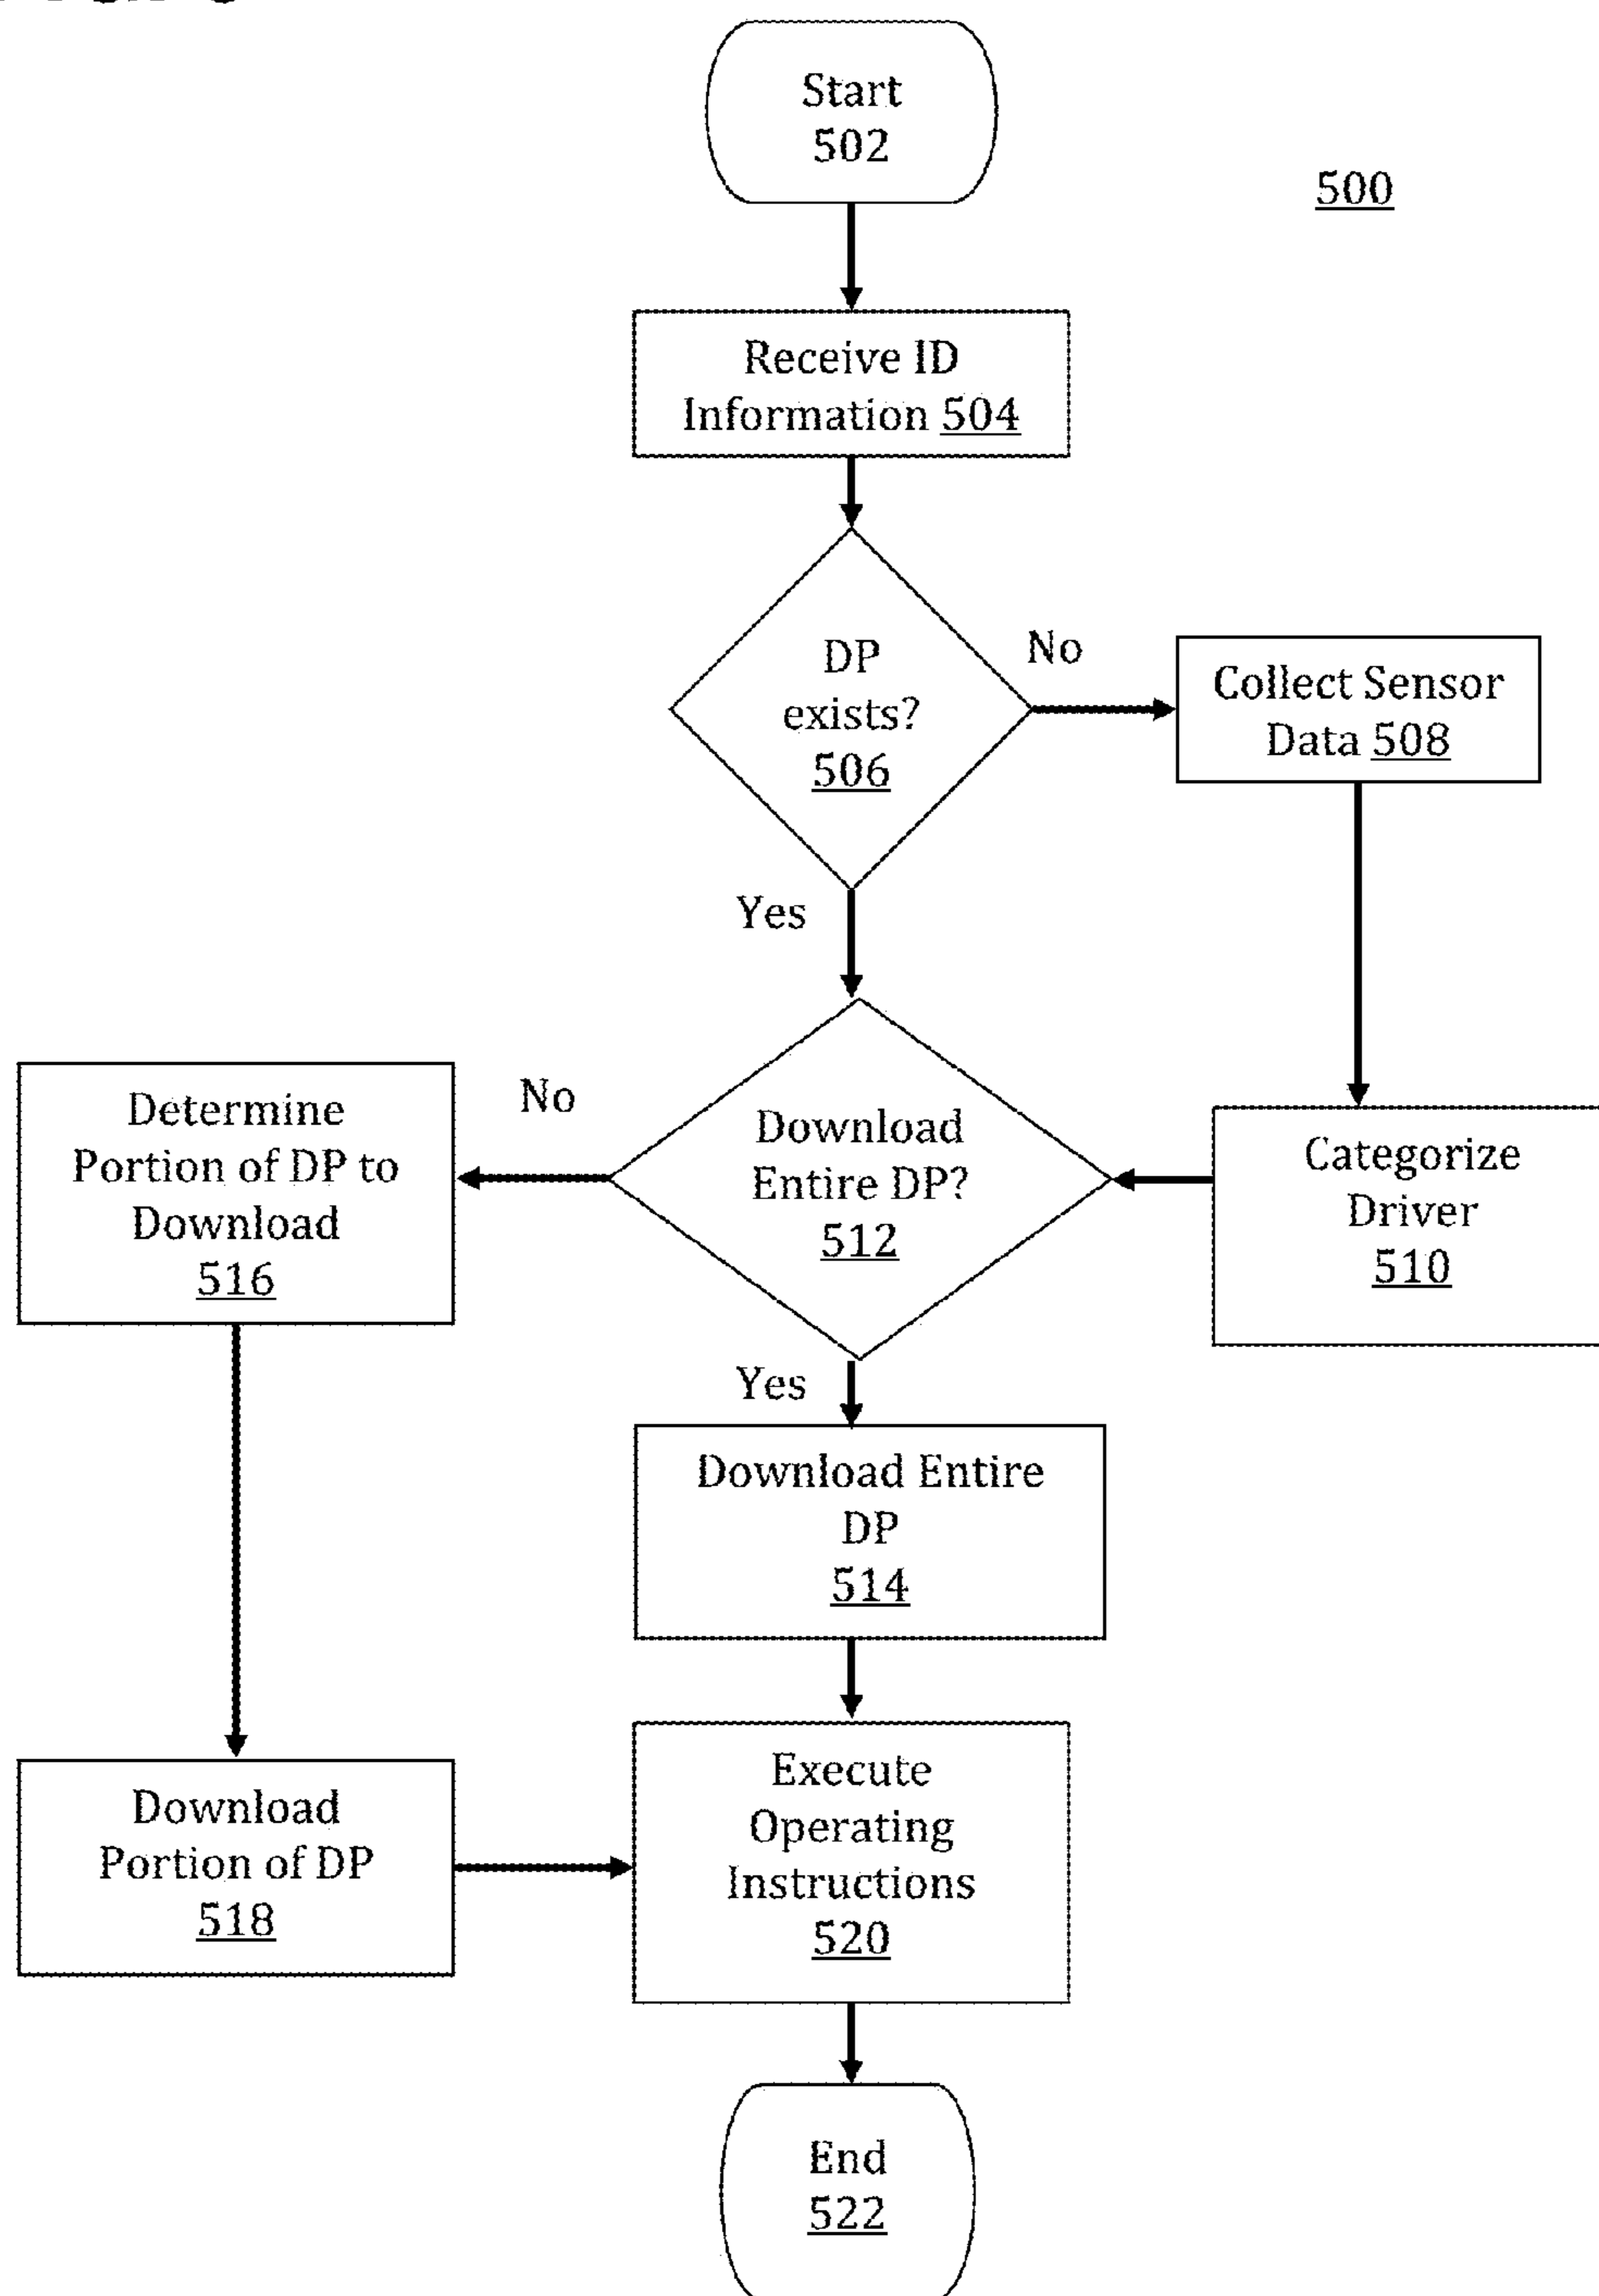 Start
502
500
Receive ID
Information 504
DP
exists?
506
No
Collect Sensor
Data 508
Yes
Determine
Portion of DP to
Download
516
No
Download
Entire DP?
512
Categorize
Driver
510
Yes
Download Entire
DP
514
Download
Portion of DP
518
Execute
Operating
Instructions
520
End
522